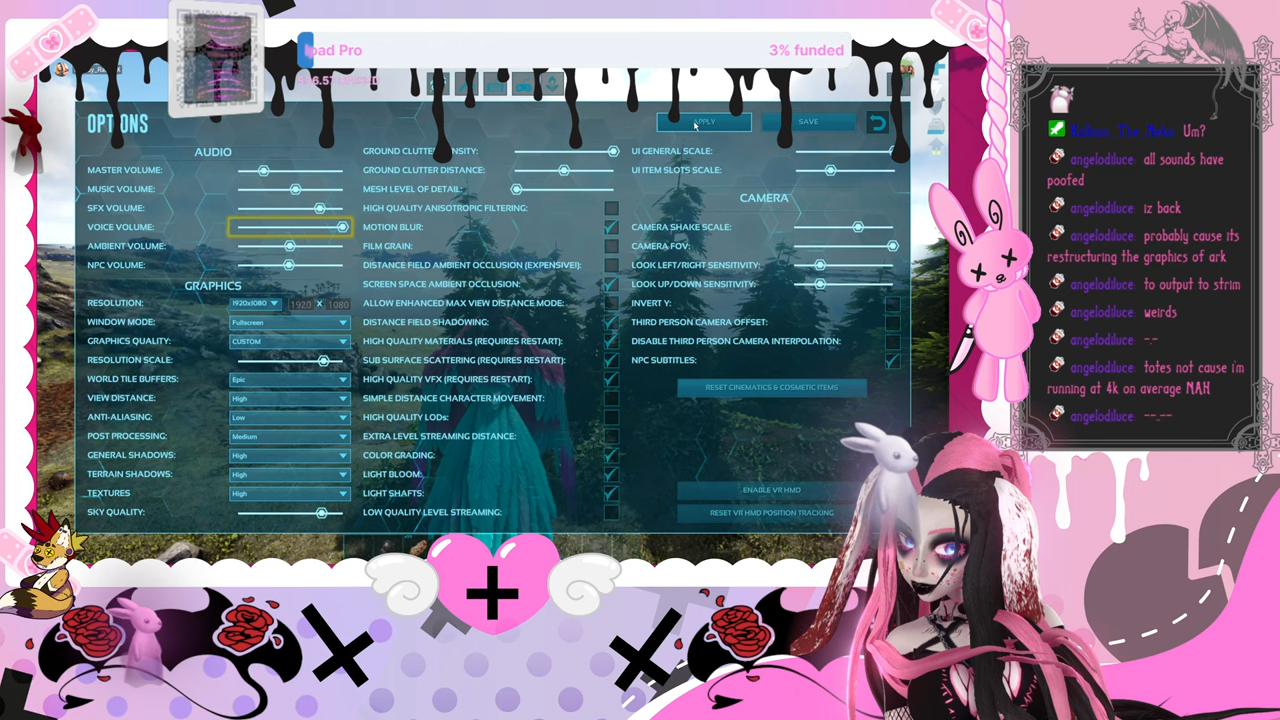 Ipad Pro
3% funded
OPTIONS
APPLY
SAVE
AUDIO
MASTER VOLUME:
MUSIC VOLUME:
SFX VOLUME:
VOICE VOLUME:
AMBIENT VOLUME:
NPC VOLUME:
GRAPHICS
RESOLUTION: 1920x1080 1920 × 1080
WINDOW MODE: Fullscreen
GRAPHICS QUALITY: CUSTOM
RESOLUTION SCALE:
WORLD TILE BUFFERS: Epic
VIEW DISTANCE: High
ANTI-ALIASING: Low
POST PROCESSING: Medium
GENERAL SHADOWS: High
TERRAIN SHADOWS: High
TEXTURES High
SKY QUALITY:
GROUND CLUTTER
GROUND CLUTTER DISTANCE:
MESH LEVEL OF DETAIL:
HIGH QUALITY ANISOTROPIC FILTERING:
MOTION BLUR:
FILM GRAIN:
DISTANCE FIELD AMBIENT OCCLUSION (EXPENSIVE):
SCREEN SPACE AMBIENT OCCLUSION:
ALLOW ENHANCED MAX VIEW DISTANCE MODE:
DISTANCE FIELD SHADOWING:
HIGH QUALITY MATERIALS (REQUIRES RESTART):
SUB SURFACE SCATTERING (REQUIRES RESTART):
HIGH QUALITY VFX (REQUIRES RESTART):
SIMPLE DISTANCE CHARACTER MOVEMENT:
HIGH QUALITY LODs:
EXTRA LEVEL STREAMING DISTANCE:
COLOR GRADING:
LIGHT BLOOM:
LIGHT SHAFTS:
LOW QUALITY LEVEL STREAMING:
UI GENERAL SCALE:
UI ITEM SLOTS SCALE:
CAMERA
CAMERA SHAKE SCALE:
CAMERA FOV:
LOOK LEFT/RIGHT SENSITIVITY:
LOOK UP/DOWN SENSITIVITY:
INVERT Y:
THIRD PERSON CAMERA OFFSET:
DISABLE THIRD PERSON CAMERA INTERPOLATION:
NPC SUBTITLES:
RESET CINEMATICS & COSMETIC ITEMS
ENABLE VR HMD
RESET VR HMD POSITION TRACKING
Um?
angelodiluce: all sounds have
poofed
angelodiluce: iz back
angelodiluce: probably cause its
restructuring the graphics of ark
angelodiluce: to output to strim
angelodiluce: weirds
angelodiluce: --
angelodiluce: totes not cause im
running at 4k on average NAH
angelodiluce: --.--